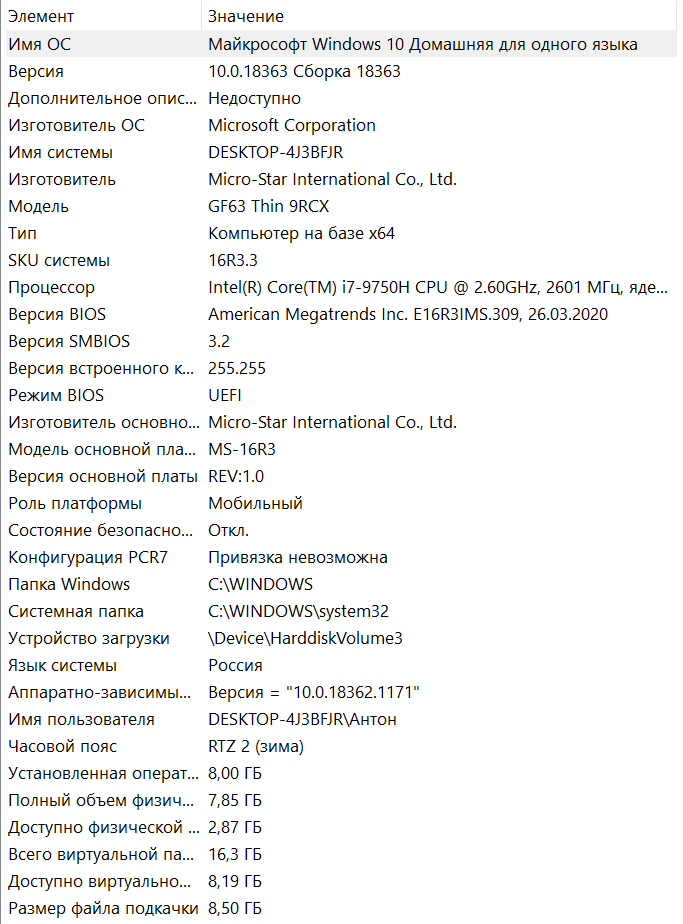 Элемент Значение
Имя ОС Майкрософт Windows 10 Домашняя для одного языка
Версия 10.0.18363 Сборка 18363
Дополнительное опис... Недоступно
Изготовитель ОС Microsoft Corporation
Имя системы DESKTOP-4J3BFJR
Изготовитель Micro-Star International Co., Ltd.
Модель GF63 Thin 9RCX
Тип Компьютер на базе x64
SKU системы 16R3.3
Процессор Intel(R) Core(TM) i7-9750H CPU @ 2.60GHz, 2601 МГц, яде...
Версия BIOS American Megatrends Inc. E16R3IMS.309, 26.03.2020
Версия SMBIOS 3.2
Версия встроенного к... 255.255
Режим BIOS UEFI
Изготовитель основно... Micro-Star International Co., Ltd.
Модель основной пла... MS-16R3
Версия основной платы REV:1.0
Роль платформы Мобильный
Состояние безопасно... Откл.
Конфигурация PCR7 Привязка невозможна
Папка Windows C:\WINDOWS
Системная папка C:\WINDOWS\system32
Устройство загрузки \Device\HarddiskVolume3
Язык системы Россия
Аппаратно-зависимы... Версия = "10.0.18362.1171"
Имя пользователя DESKTOP-4J3BFJR\Антон
Часовой пояс RTZ 2 (зима)
Установленная операт... 8,00 ГБ
Полный объем физич... 7,85 ГБ
Доступно физической ... 2,87 ГБ
Всего виртуальной па... 16,3 ГБ
Доступно виртуально... 8,19 ГБ
Размер файла подкачки 8,50 ГБ